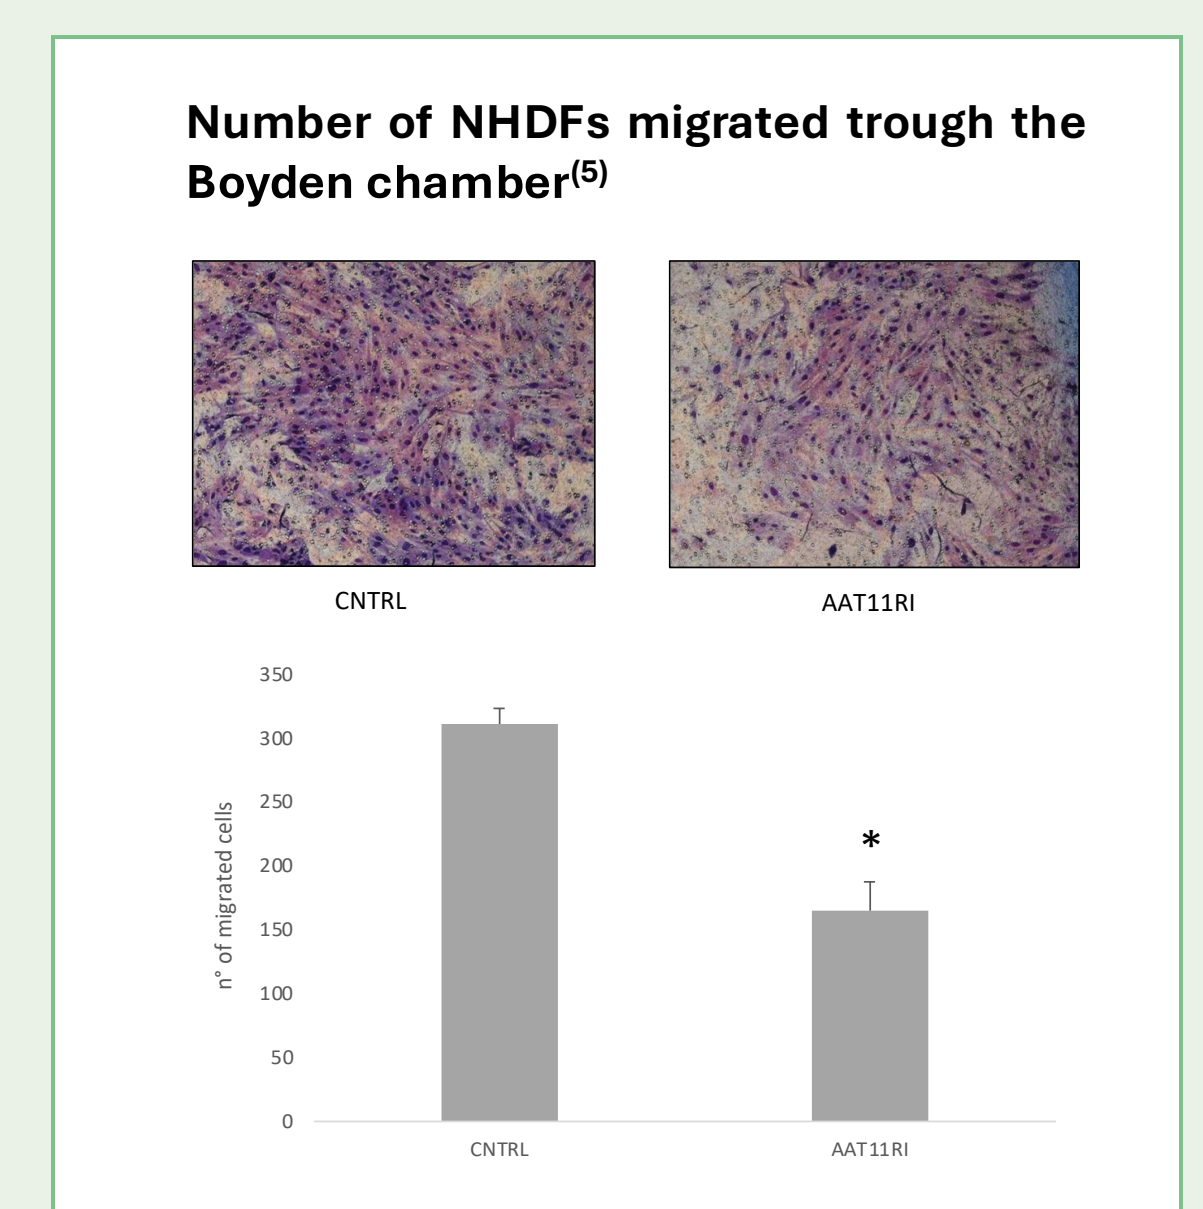 Number of NHDFs migrated trough the
Boyden chamber(5)
CNTRL
AAT11RI
350
300
250
200
150
100
50
0
n° of migrated cells
*
CNTRL
AAT11RI